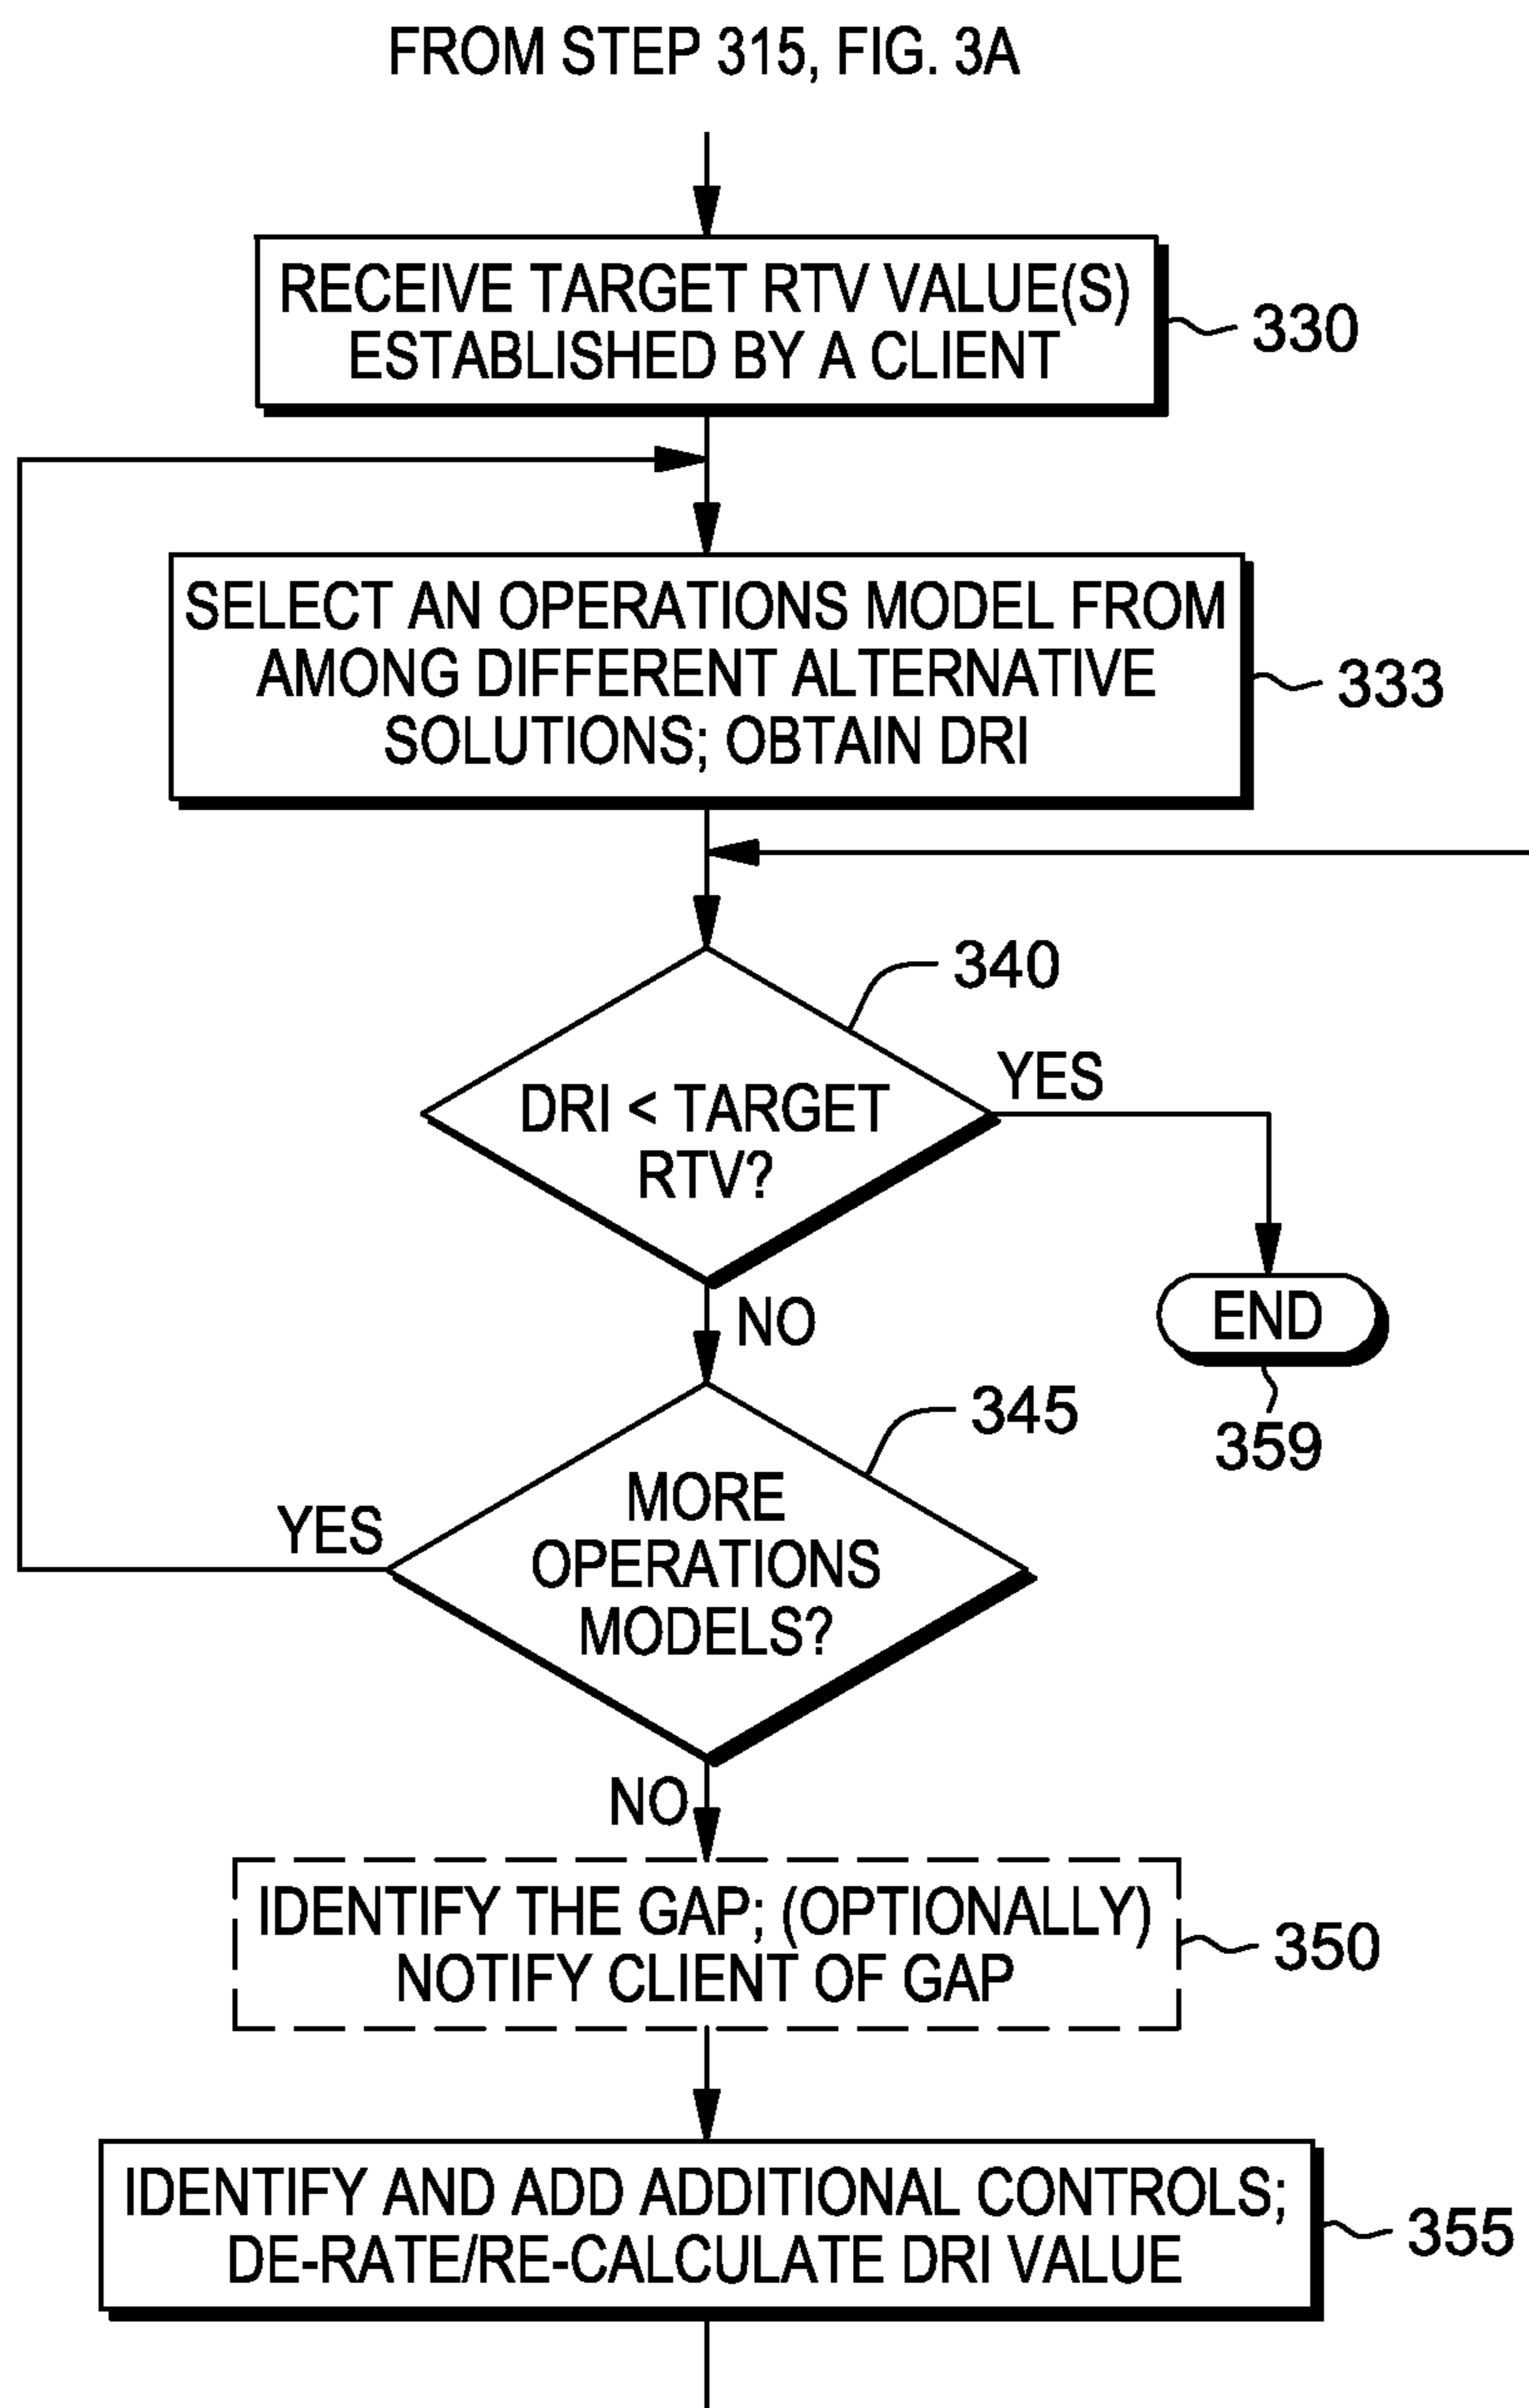 FROM STEP 315, FIG. 3A
RECEIVE TARGET RTV VALUE(S)
ESTABLISHED BY A CLIENT
330
SELECT AN OPERATIONS MODEL FROM
AMONG DIFFERENT ALTERNATIVE
SOLUTIONS; OBTAIN DRI
333
340
DRI < TARGET
RTV?
YES
NO
END
359
345
MORE
OPERATIONS
MODELS?
YES
NO
IDENTIFY THE GAP; (OPTIONALLY)
NOTIFY CLIENT OF GAP
350
IDENTIFY AND ADD ADDITIONAL CONTROLS;
DE-RATE/RE-CALCULATE DRI VALUE
355